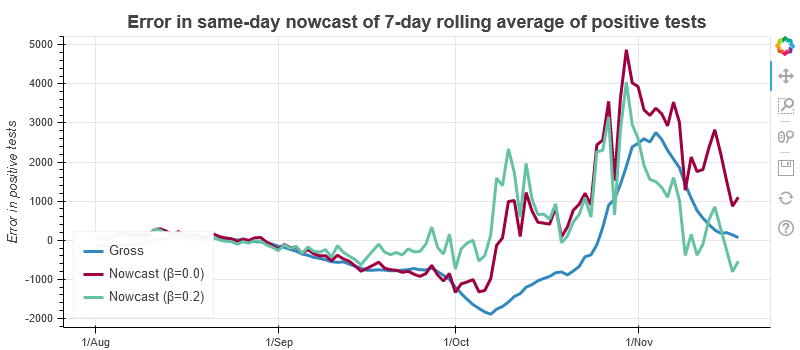 Error in same-day nowcast of 7-day rolling average of positive tests
Error in positive tests
5000
4000
3000
2000
1000
0
-1000
-2000
Gross
Nowcast (β=0.0)
Nowcast (β=0.2)
1/Aug
1/Sep
1/Oct
1/Nov